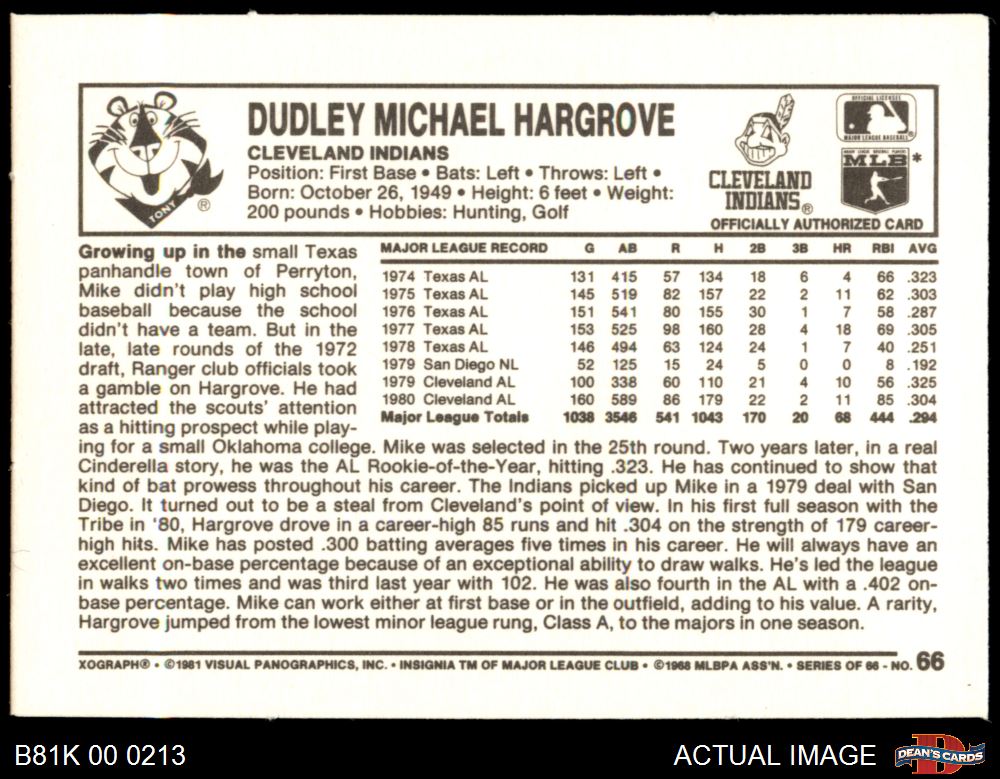 DUDLEY MICHAEL HARGROVE
CLEVELAND INDIANS
Position: First Base • Bats: Left • Throws: Left •
Born: October 26, 1949 • Height: 6 feet • Weight:
200 pounds • Hobbies: Hunting, Golf
TONY ®
CLEVELAND
INDIANS®
OFFICIAL LICENSEE
MAJOR LEAGUE BASEBALL®
MLB *
OFFICIALLY AUTHORIZED CARD
MAJOR LEAGUE RECORD G AB R H 2B 3B HR RBI AVG
1974 Texas AL 131 415 57 134 18 6 4 66 .323
1975 Texas AL 145 519 82 157 22 2 11 62 .303
1976 Texas AL 151 541 80 155 30 1 7 58 .287
1977 Texas AL 153 525 98 160 28 4 18 69 .305
1978 Texas AL 146 494 63 124 24 1 7 40 .251
1979 San Diego NL 52 125 15 24 5 0 0 8 .192
1979 Cleveland AL 100 338 60 110 21 4 10 56 .325
1980 Cleveland AL 160 589 86 179 22 2 11 85 .304
Major League Totals 1038 3546 541 1043 170 20 68 444 .294
Growing up in the small Texas
panhandle town of Perryton,
Mike didn't play high school
baseball because the school
didn't have a team. But in the
late, late rounds of the 1972
draft, Ranger club officials took
a gamble on Hargrove. He had
attracted the scouts' attention
as a hitting prospect while play-
ing for a small Oklahoma college. Mike was selected in the 25th round. Two years later, in a real
Cinderella story, he was the AL Rookie-of-the-Year, hitting .323. He has continued to show that
kind of bat prowess throughout his career. The Indians picked up Mike in a 1979 deal with San
Diego. It turned out to be a steal from Cleveland's point of view. In his first full season with the
Tribe in '80, Hargrove drove in a career-high 85 runs and hit .304 on the strength of 179 career-
high hits. Mike has posted .300 batting averages five times in his career. He will always have an
excellent on-base percentage because of an exceptional ability to draw walks. He's led the league
in walks two times and was third last year with 102. He was also fourth in the AL with a .402 on-
base percentage. Mike can work either at first base or in the outfield, adding to his value. A rarity,
Hargrove jumped from the lowest minor league rung, Class A, to the majors in one season.
XOGRAPH® • ©1981 VISUAL PANOGRAPHICS, INC. • INSIGNIA TM OF MAJOR LEAGUE CLUB • ©1968 MLBPA ASS'N. • SERIES OF 66 - NO. 66
B81K 00 0213
ACTUAL IMAGE
D
DEAN'S CARDS